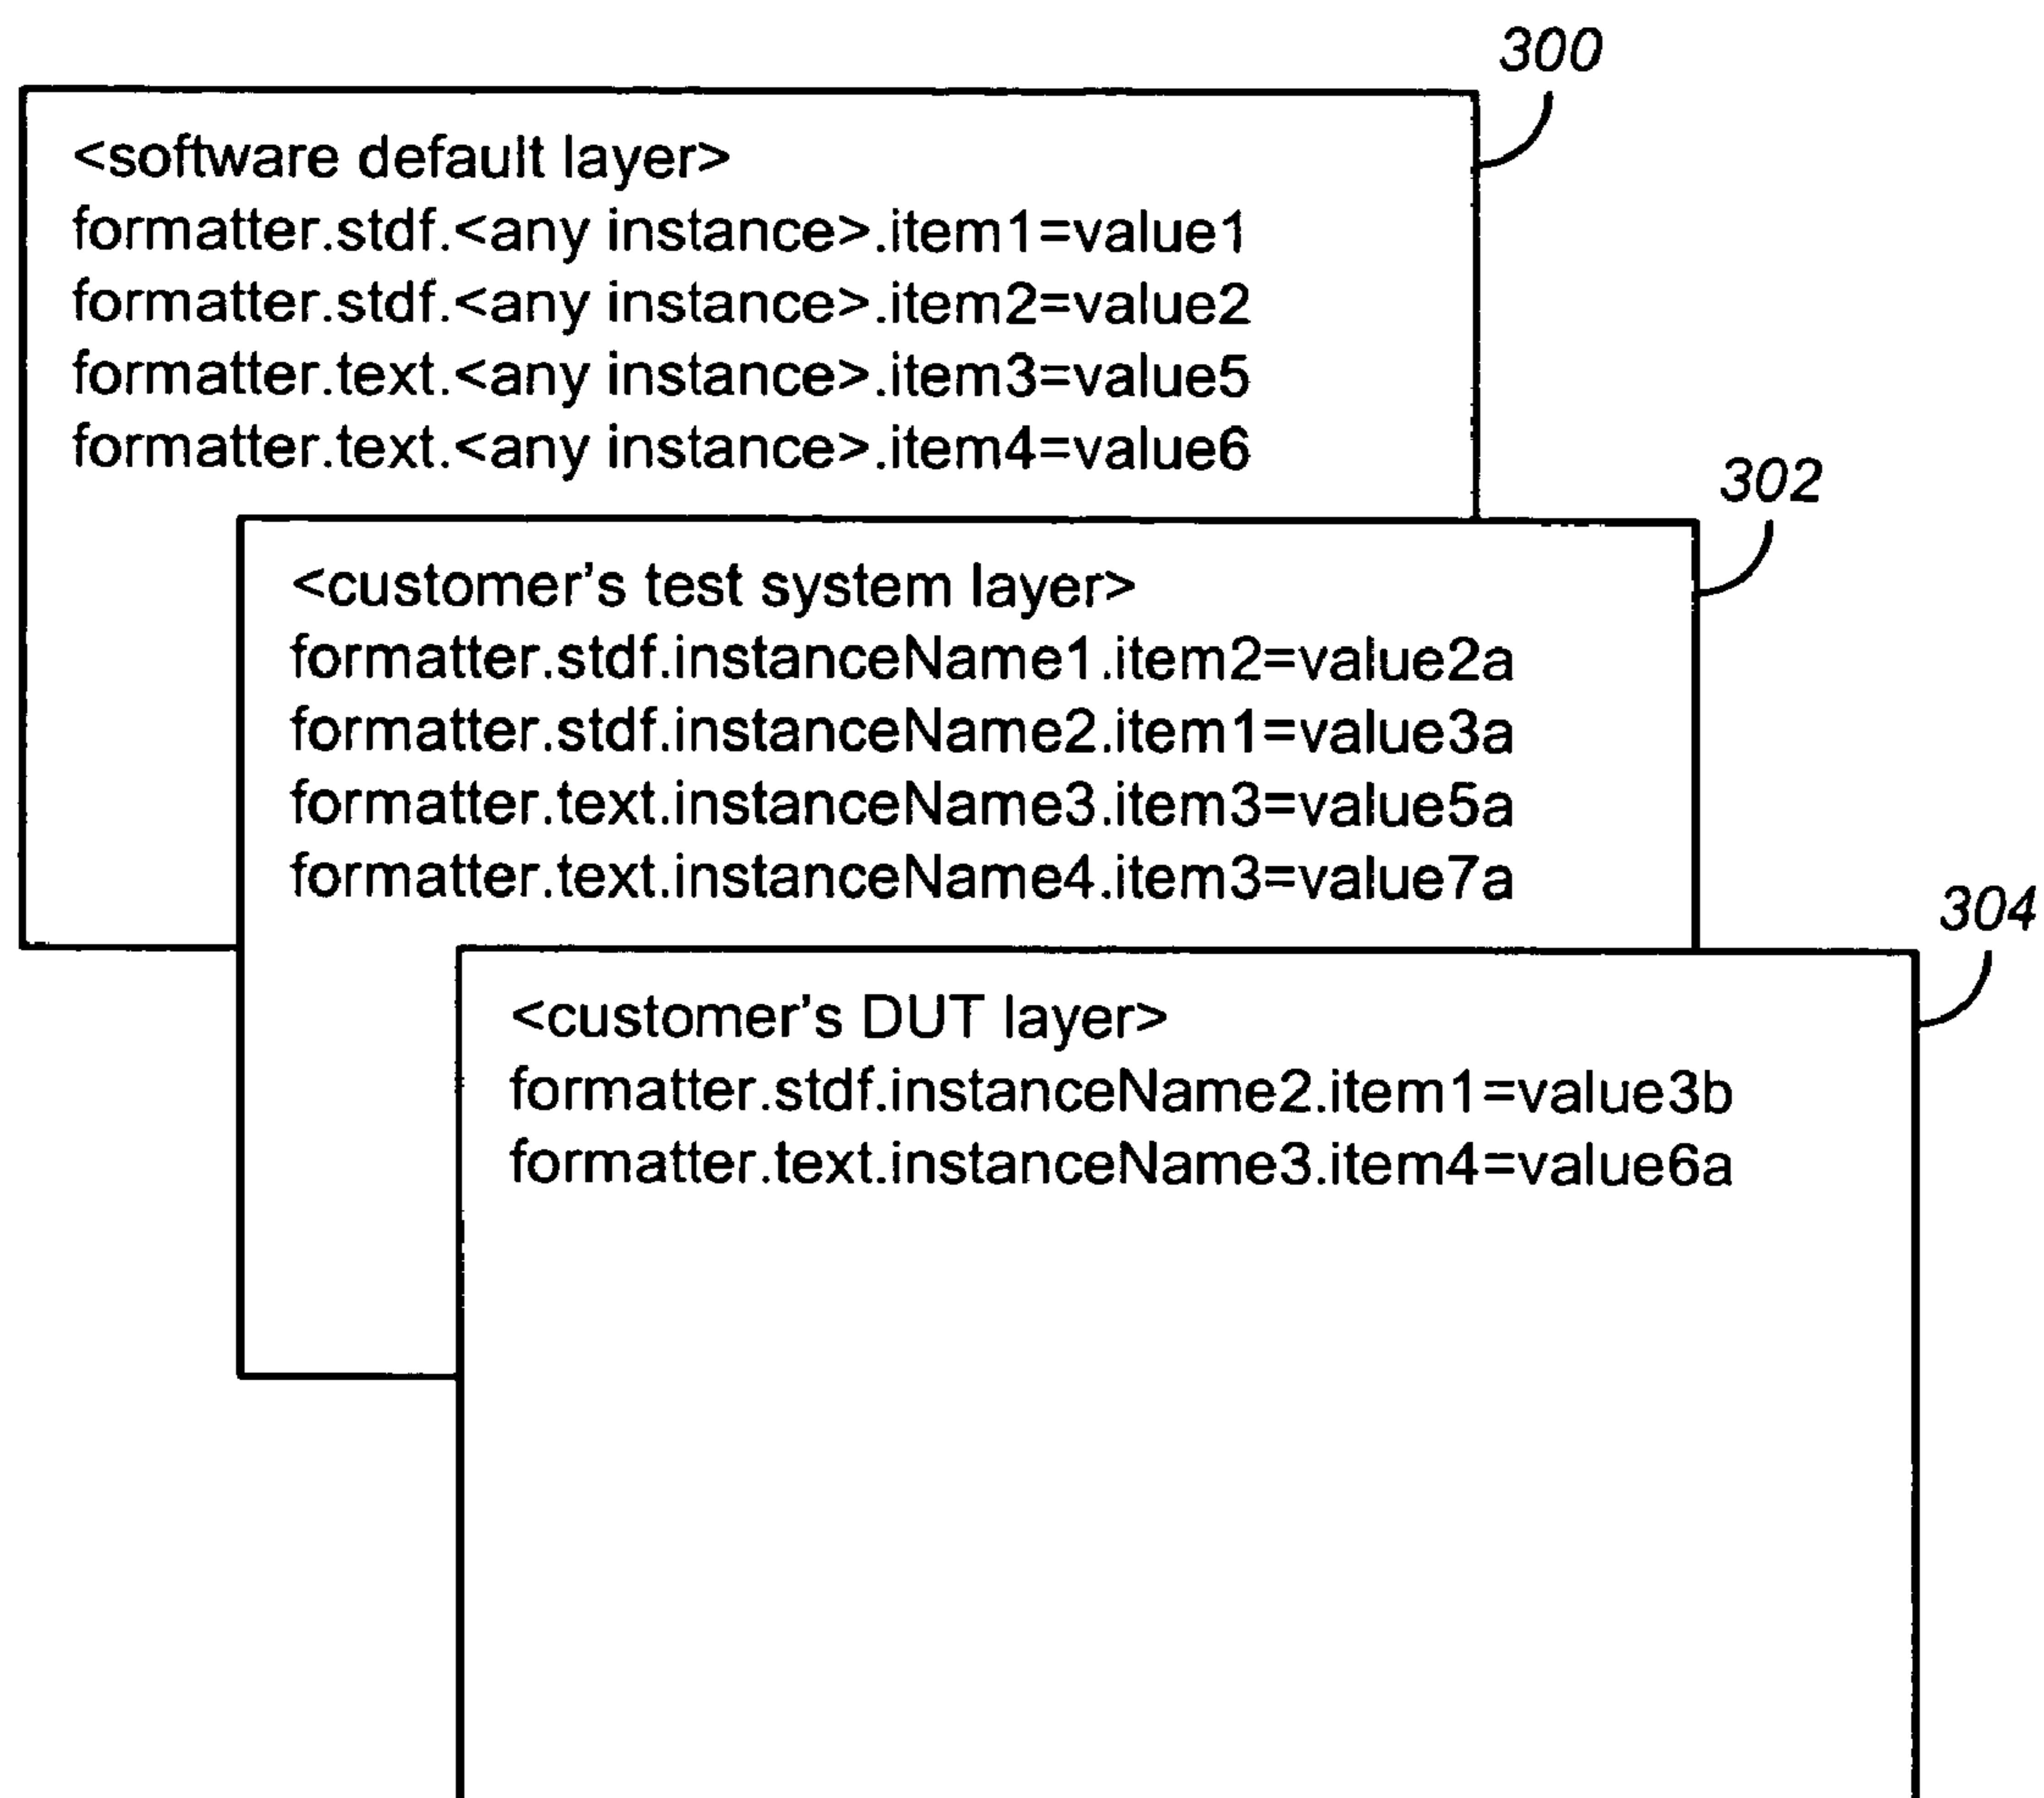 300
<software default layer>
formatter.stdf.<any instance>.item1=value1
formatter.stdf.<any instance>.item2=value2
formatter.text.<any instance>.item3=value5
formatter.text.<any instance>.item4=value6
302
<customer's test system layer>
formatter.stdf.instanceName1.item2=value2a
formatter.stdf.instanceName2.item1=value3a
formatter.text.instanceName3.item3=value5a
formatter.text.instanceName4.item3=value7a
304
<customer's DUT layer>
formatter.stdf.instanceName2.item1=value3b
formatter.text.instanceName3.item4=value6a